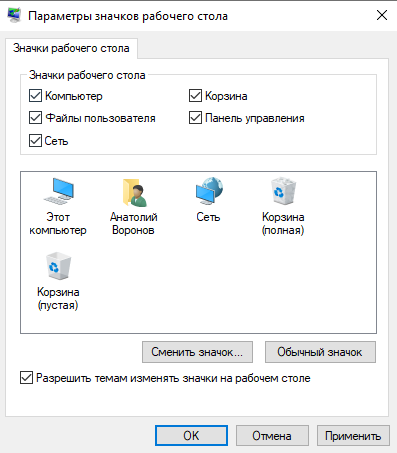 Параметры значков рабочего стола
Значки рабочего стола
Значки рабочего стола
Компьютер
Корзина
Файлы пользователя
Панель управления
Сеть
Этот
компьютер
Анатолий
Воронов
Сеть
Корзина
(полная)
Корзина
(пустая)
Сменить значок...
Обычный значок
Разрешить темам изменять значки на рабочем столе
OK
Отмена
Применить